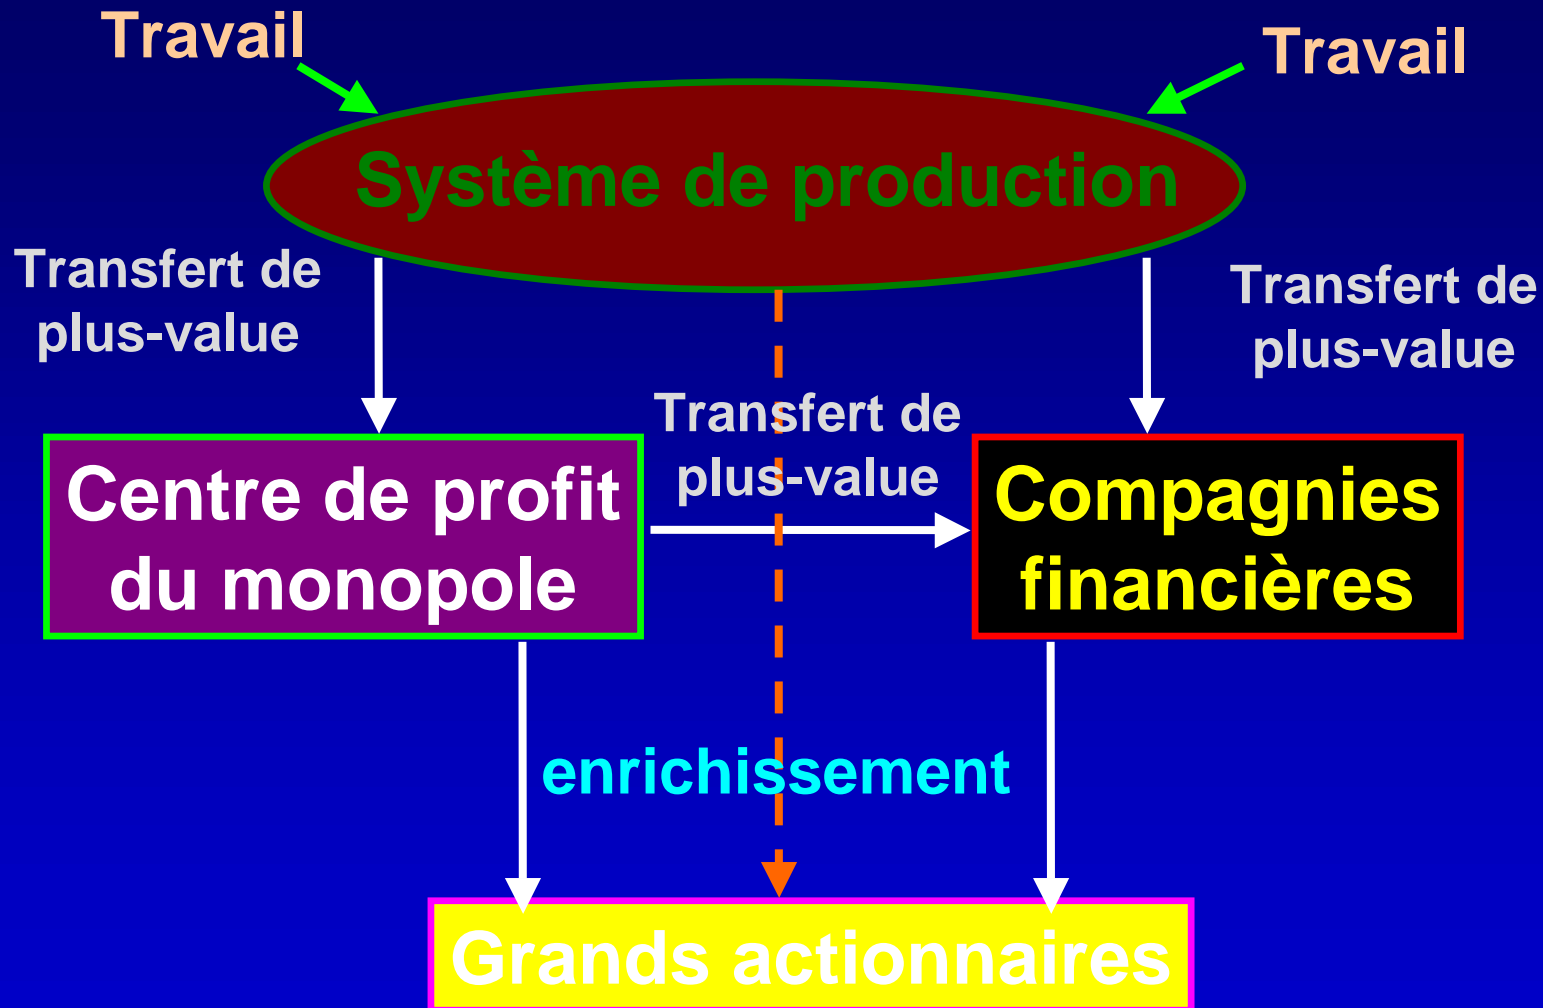 Travail
Travail
Système de production
Transfert de
plus-value
Transfert de
plus-value
Transfert de
plus-value
Centre de profit
du monopole
Compagnies
financières
enrichissement
Grands actionnaires